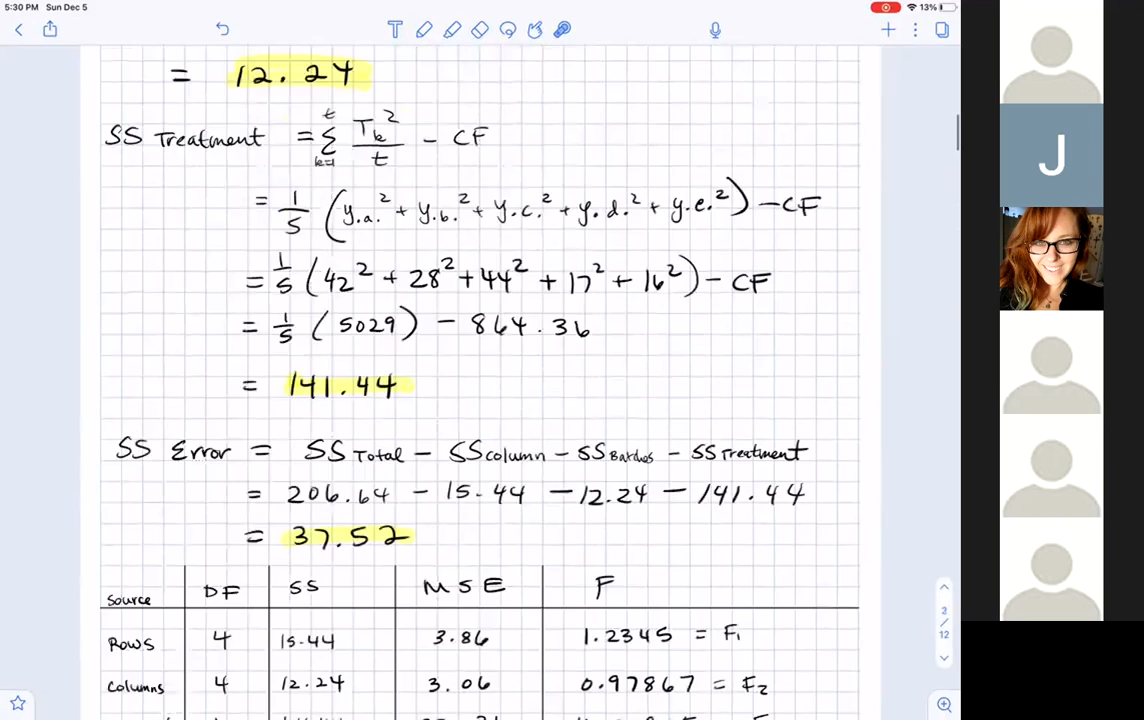 5:30 PM Sun Dec 5
13%
= 12.24
SS Treatment = t Σ k=1 T_k² / t - CF
= 1/5 (y.a.² + y.b.² + y.c.² + y.d.² + y.e.²) - CF
= 1/5 (42² + 28² + 44² + 17² + 16²) - CF
= 1/5 (5029) - 864.36
= 141.44
SS Error = SS Total - SS column - SS Batches - SS Treatment
= 206.64 - 15.44 - 12.24 - 141.44
= 37.52
Source DF SS MSE F
Rows 4 15.44 3.86 1.2345 = F₁
Columns 4 12.24 3.06 0.97867 = F₂
2
/
12
J